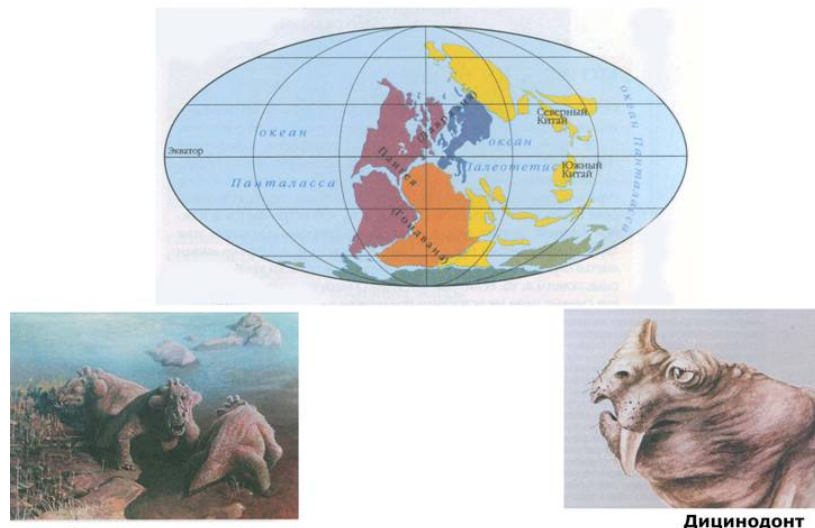 Северный
Китай
океан
Экватор
океан
Южный
Китай
Палеотетис
Пангея
Панталасса
океан Панталасса
(Гондвана)
Дицинодонт